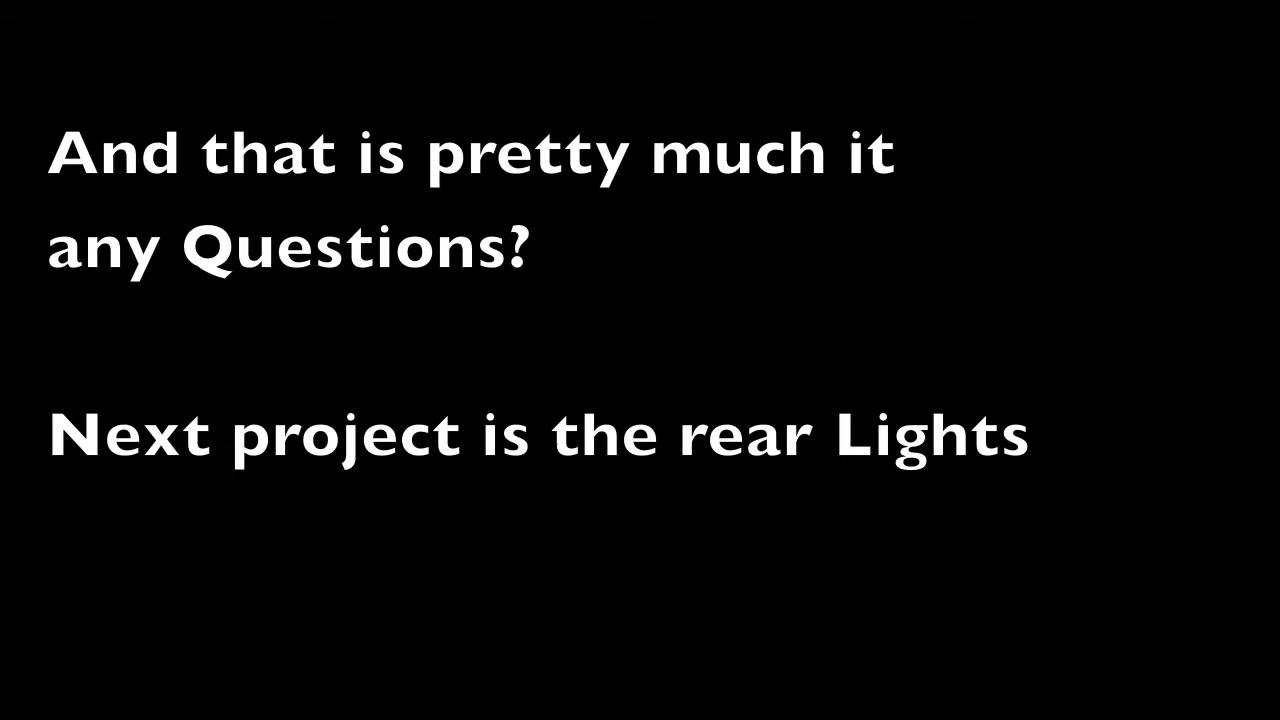 And that is pretty much it
any Questions?
Next project is the rear Lights